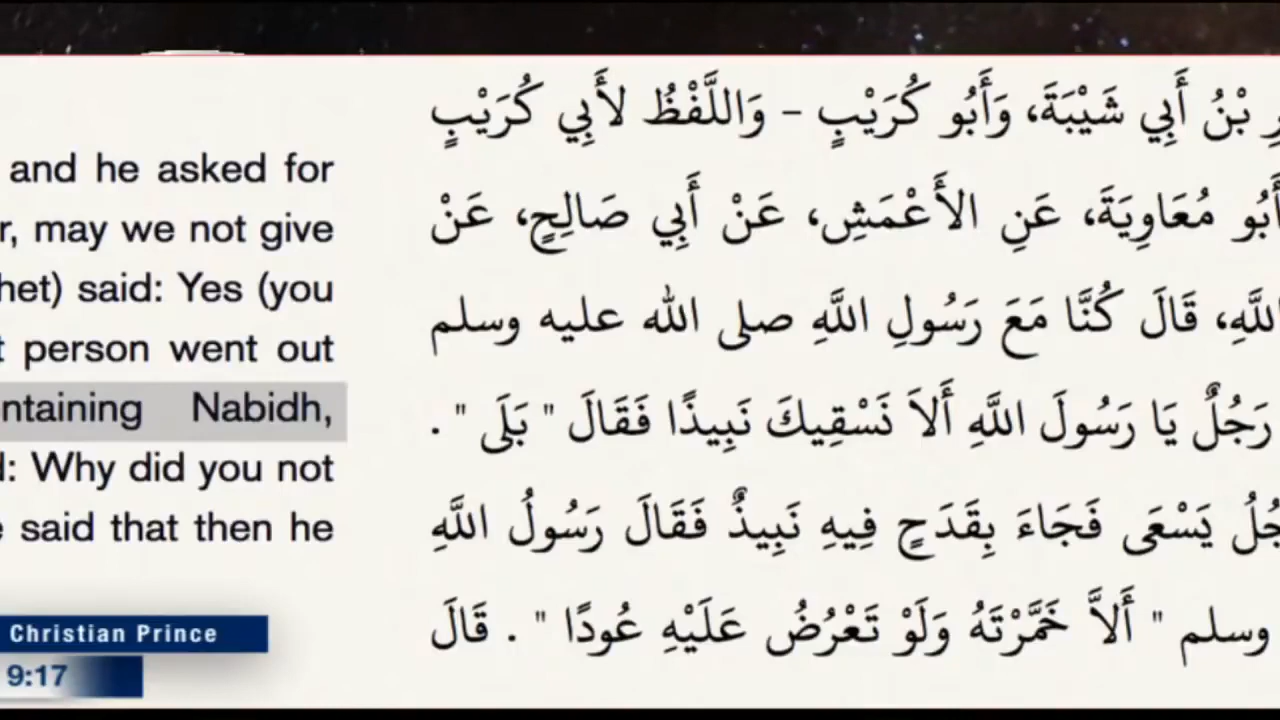 and he asked for
may we not give
said: Yes (you
person went out
Nabidh,
Why did you not
said that then he
Christian Prince
9:17
بْنُ أَبِي شَيْبَةَ، وَأَبُو كُرَيْبٍ - وَاللَّفْظُ لأَبِي كُرَيْبٍ
أَبُو مُعَاوِيَةَ، عَنِ الأَعْمَشِ، عَنْ أَبِي صَالِحٍ، عَنْ
اللَّهِ، قَالَ كُنَّا مَعَ رَسُولِ اللَّهِ صلى الله عليه وسلم
رَجُلٌ يَا رَسُولَ اللَّهِ أَلاَ نَسْقِيكَ نَبِيذًا فَقَالَ " بَلَى " .
يَسْعَى فَجَاءَ بِقَدَحٍ فِيهِ نَبِيذٌ فَقَالَ رَسُولُ اللَّهِ
وسلم " أَلاَّ خَمَّرْتَهُ وَلَوْ تَعْرُضُ عَلَيْهِ عُودًا " . قَالَ